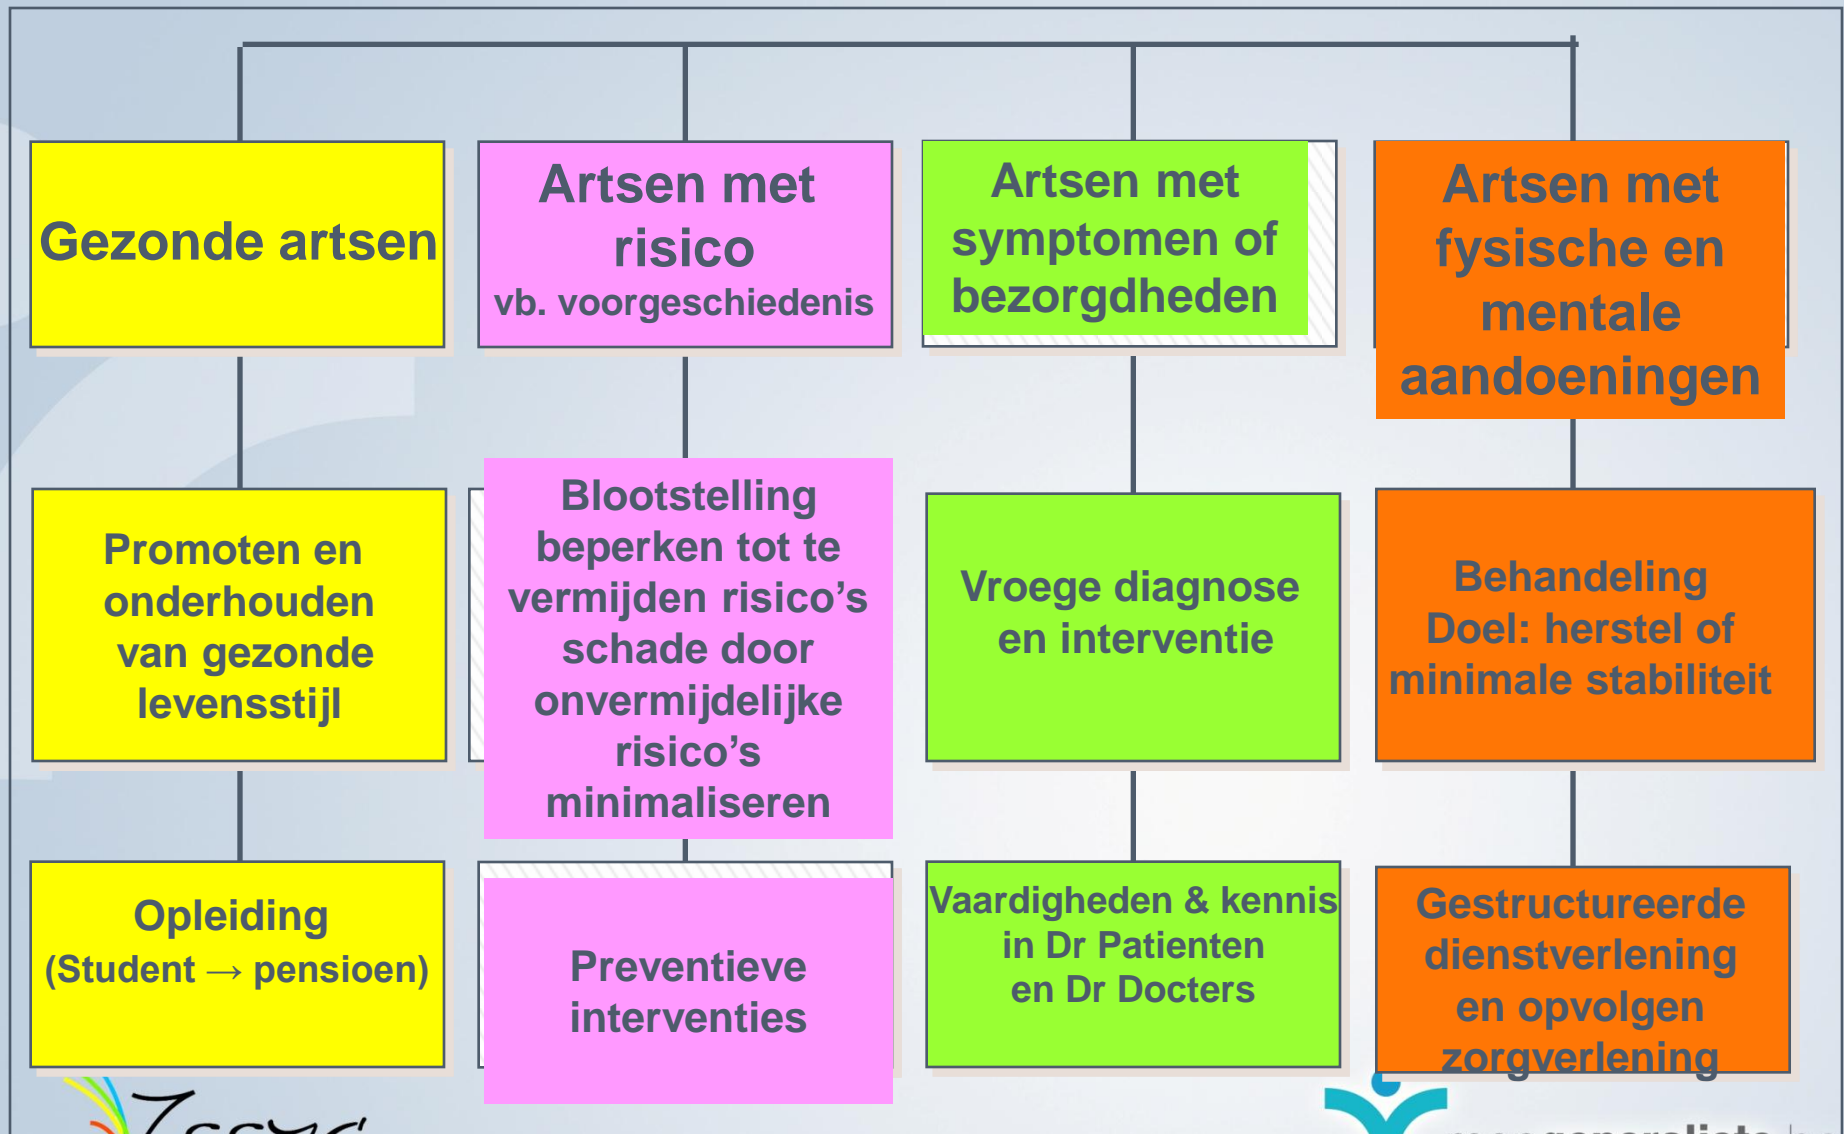 Gezonde artsen
Artsen met
risico
vb. voorgeschiedenis
Artsen met
symptomen of
bezorgdheden
Artsen met
fysische en
mentale
aandoeningen
Promoten en
onderhouden
van gezonde
levensstijl
Blootstelling
beperken tot te
vermijden risico’s
schade door
onvermijdelijke
risico’s
minimaliseren
Vroege diagnose
en interventie
Behandeling
Doel: herstel of
minimale stabiliteit
Opleiding
(Student → pensioen)
Preventieve
interventies
Vaardigheden & kennis
in Dr Patienten
en Dr Docters
Gestructureerde
dienstverlening
en opvolgen
zorgverlening